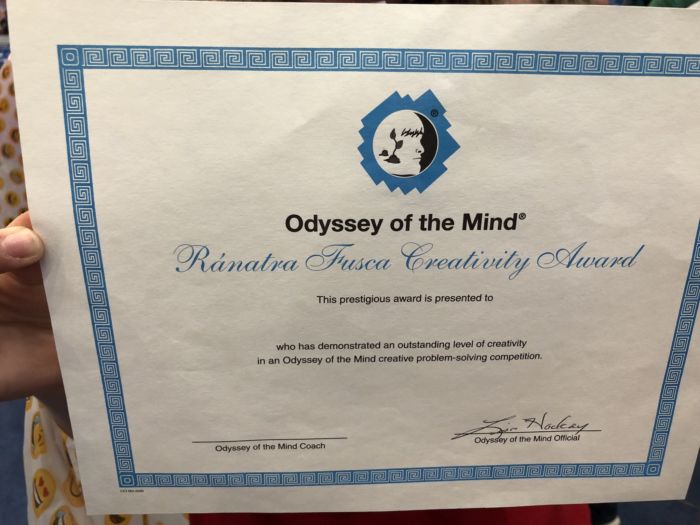 Odyssey of the Mind®
Ránatra Fusca Creativity Award
This prestigious award is presented to
who has demonstrated an outstanding level of creativity
in an Odyssey of the Mind creative problem-solving competition.
Odyssey of the Mind Coach
Odyssey of the Mind Official